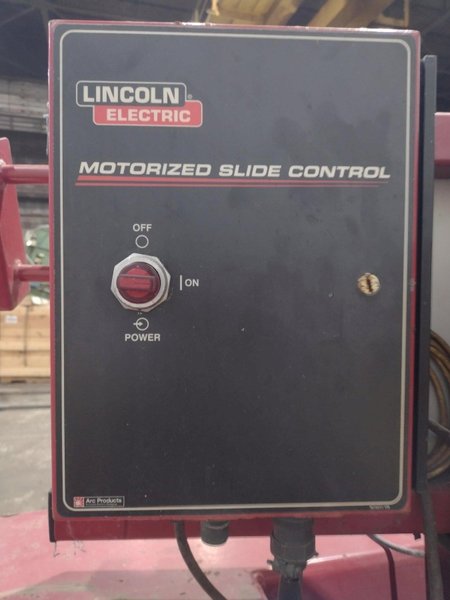 LINCOLN®
ELECTRIC
MOTORIZED SLIDE CONTROL
OFF
ON
POWER
Arc Products